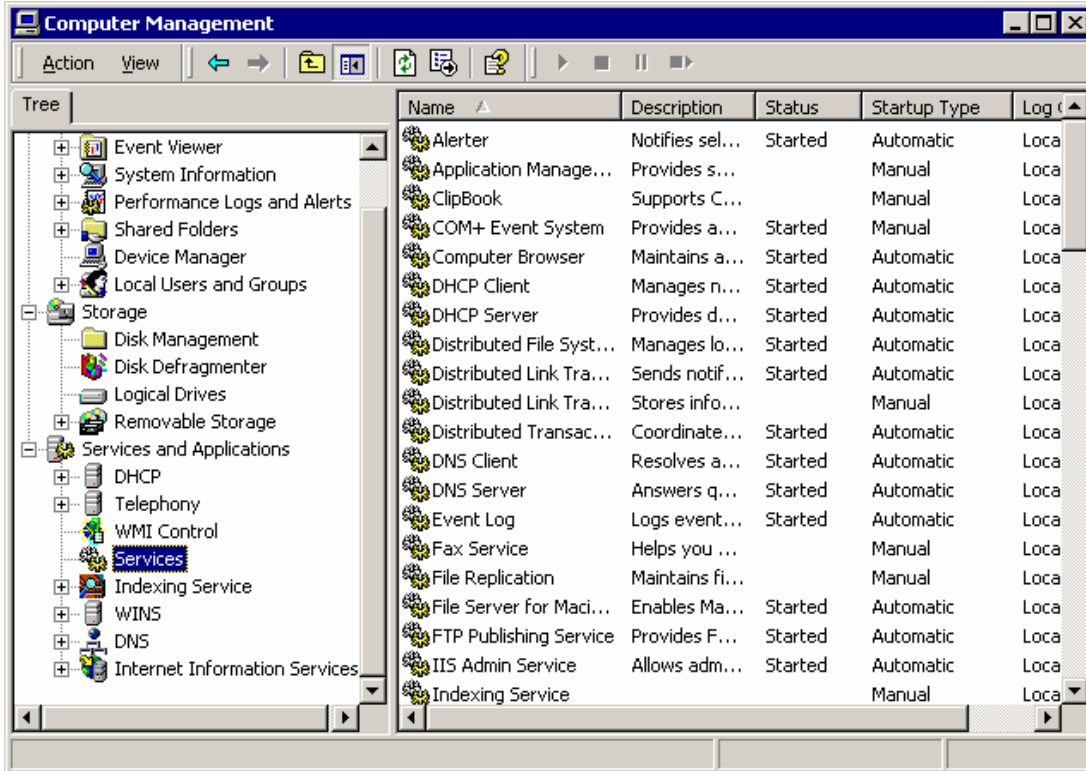 Computer Management
Action View
Tree
Event Viewer
System Information
Performance Logs and Alerts
Shared Folders
Device Manager
Local Users and Groups
Storage
Disk Management
Disk Defragmenter
Logical Drives
Removable Storage
Services and Applications
DHCP
Telephony
WMI Control
Services
Indexing Service
WINS
DNS
Internet Information Services
Name Description Status Startup Type Log
Alerter Notifies sel... Started Automatic Loca
Application Manage... Provides s... Manual Loca
ClipBook Supports C... Manual Loca
COM+ Event System Provides a... Started Manual Loca
Computer Browser Maintains a... Started Automatic Loca
DHCP Client Manages n... Started Automatic Loca
DHCP Server Provides d... Started Automatic Loca
Distributed File Syst... Manages lo... Started Automatic Loca
Distributed Link Tra... Sends notif... Started Automatic Loca
Distributed Link Tra... Stores info... Manual Loca
Distributed Transac... Coordinate... Started Automatic Loca
DNS Client Resolves a... Started Automatic Loca
DNS Server Answers q... Started Automatic Loca
Event Log Logs event... Started Automatic Loca
Fax Service Helps you ... Manual Loca
File Replication Maintains fi... Manual Loca
File Server for Maci... Enables Ma... Started Automatic Loca
FTP Publishing Service Provides F... Started Automatic Loca
IIS Admin Service Allows adm... Started Automatic Loca
Indexing Service Manual Loca